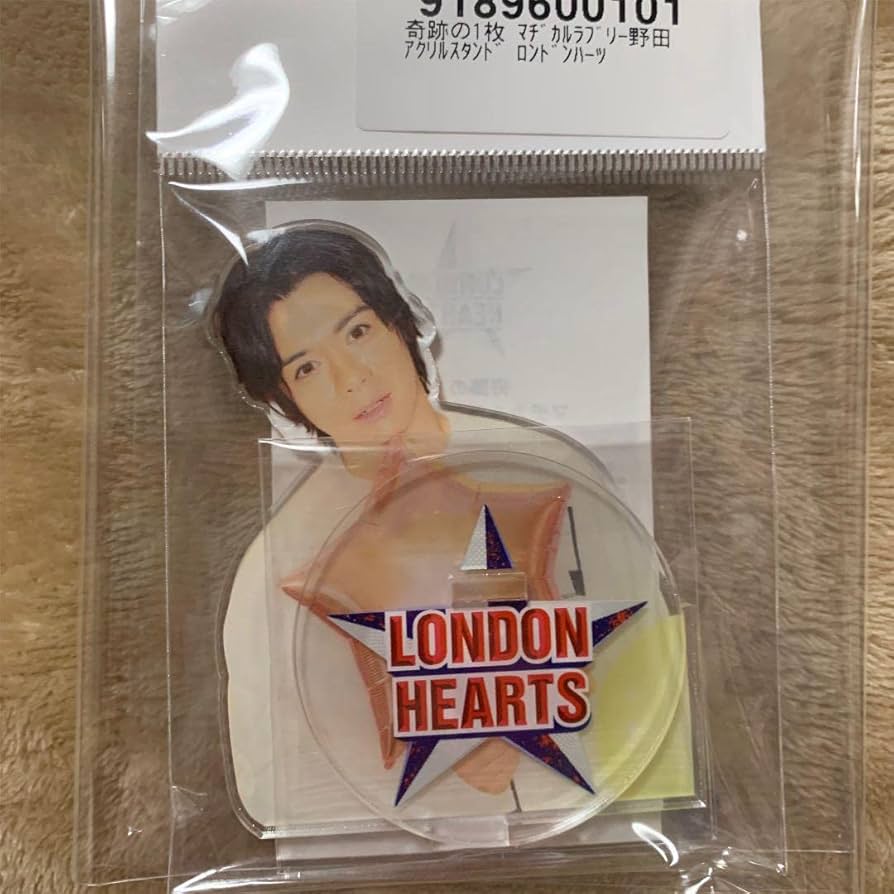 9189600101
奇跡の1枚 ﾏﾁﾞｶﾙﾗﾌﾞﾘｰ野田
ｱｸﾘﾙｽﾀﾝﾄﾞ ﾛﾝﾄﾞﾝﾊｰﾂ
LONDON
HEARTS